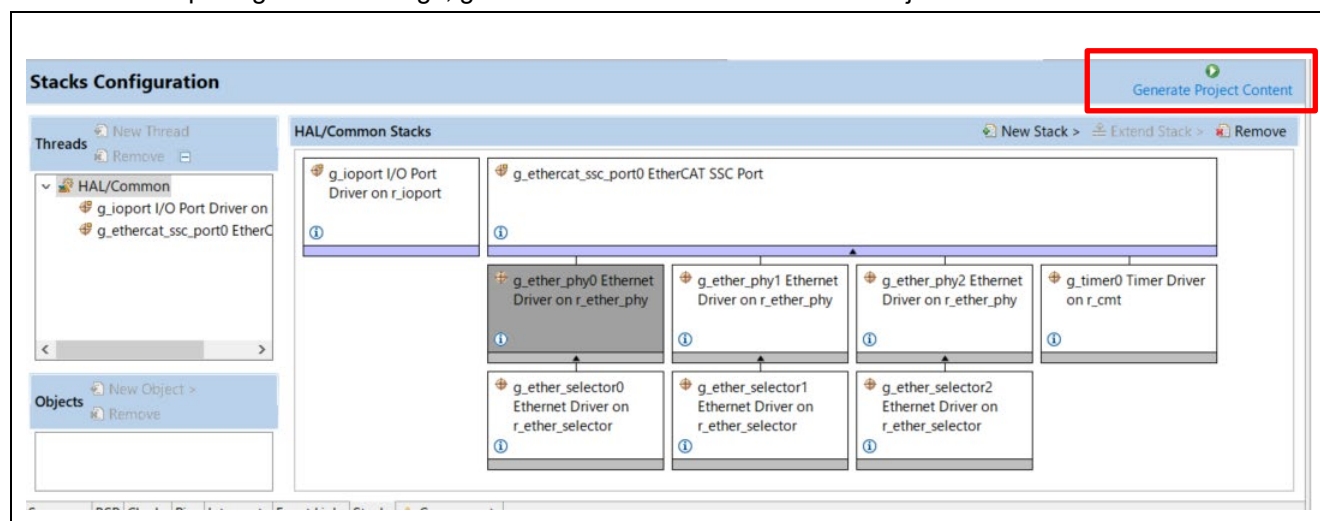 Stacks Configuration
Generate Project Content
Threads
New Thread
Remove
HAL/Common
g_ioport I/O Port Driver on
g_ethercat_ssc_port0 EtherC
Objects
New Object >
Remove
HAL/Common Stacks
New Stack >
Extend Stack >
Remove
g_ioport I/O Port
Driver on r_ioport
g_ethercat_ssc_port0 EtherCAT SSC Port
g_ether_phy0 Ethernet
Driver on r_ether_phy
g_ether_phy1 Ethernet
Driver on r_ether_phy
g_ether_phy2 Ethernet
Driver on r_ether_phy
g_timer0 Timer Driver
on r_cmt
g_ether_selector0
Ethernet Driver on
r_ether_selector
g_ether_selector1
Ethernet Driver on
r_ether_selector
g_ether_selector2
Ethernet Driver on
r_ether_selector